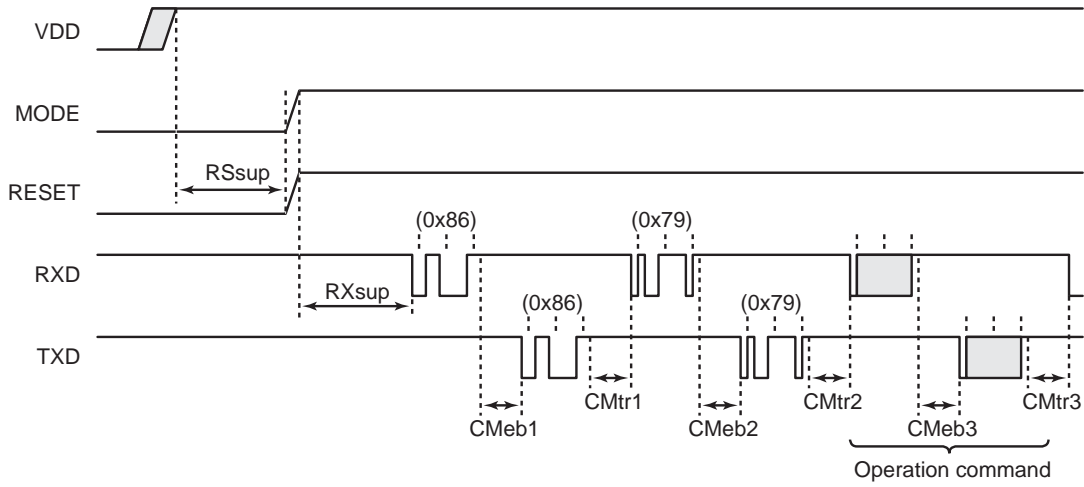 VDD
MODE
RSsup
RESET
(0x86)
(0x79)
RXD
RXsup
(0x86)
(0x79)
TXD
CMtr1
CMtr2
CMtr3
CMeb1
CMeb2
CMeb3
Operation command